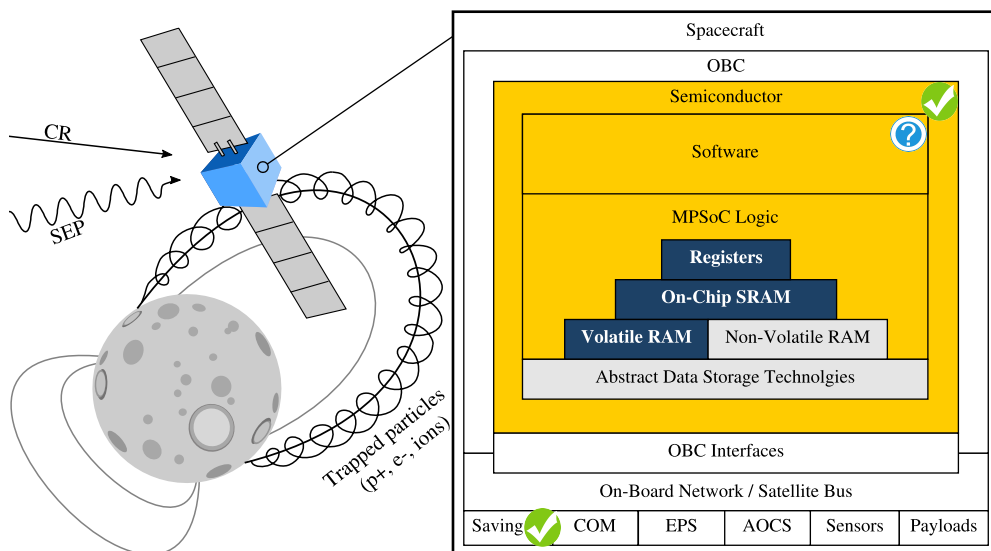 CR
SEP
Trapped particles
(p+, e-, ions)
Spacecraft
OBC
Semiconductor
?
Software
MPSoC Logic
Registers
On-Chip SRAM
Volatile RAM
Non-Volatile RAM
Abstract Data Storage Technolgies
OBC Interfaces
On-Board Network / Satellite Bus
Saving
COM
EPS
AOCS
Sensors
Payloads